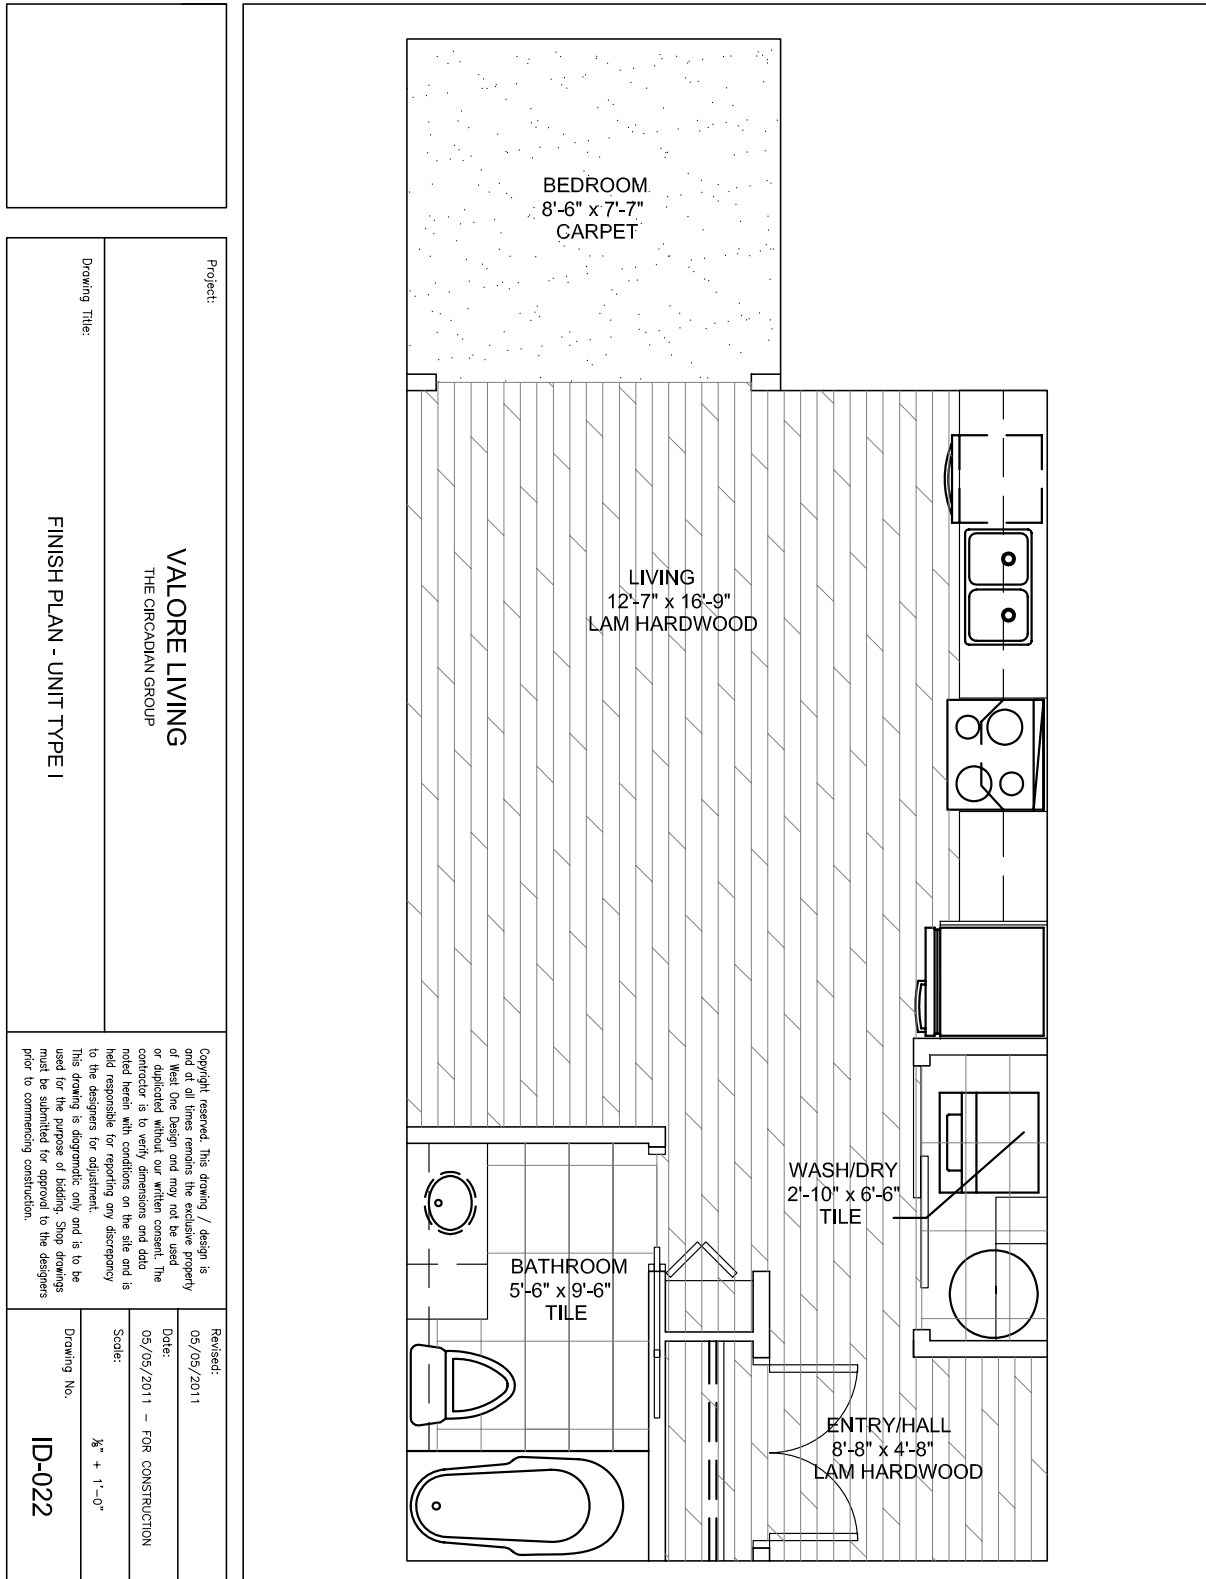 BEDROOM
8'-6" x 7'-7"
CARPET
LIVING
12'-7" x 16'-9"
LAM HARDWOOD
WASH/DRY
2'-10" x 6'-6"
TILE
BATHROOM
5'-6" x 9'-6"
TILE
ENTRY/HALL
8'-8" x 4'-8"
LAM HARDWOOD
Project:
VALORE LIVING
THE CIRCADIAN GROUP
Drawing Title:
FINISH PLAN - UNIT TYPE I
Copyright reserved. This drawing / design is
and at all times remains the exclusive property
of West One Design and may not be used
or duplicated without our written consent. The
contractor is to verify dimensions and data
noted herein with conditions on the site and is
held responsible for reporting any discrepancy
to the designers for adjustment.
This drawing is diagramatic only and is to be
used for the purpose of bidding. Shop drawings
must be submitted for approval to the designers
prior to commencing construction.
Revised:
05/05/2011
Date:
05/05/2011 - FOR CONSTRUCTION
Scale:
⅛" + 1'-0"
Drawing No.
ID-022